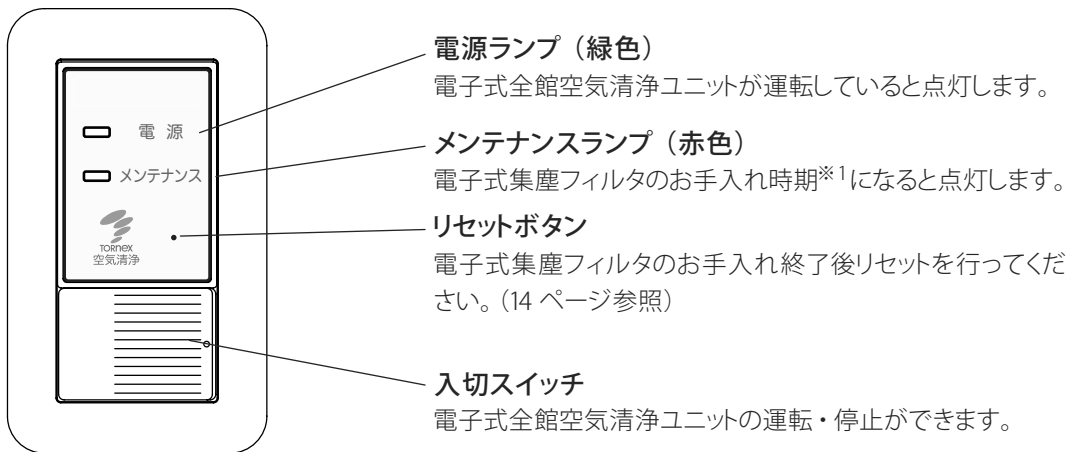 電源ランプ（緑色）
電子式全館空気清浄ユニットが運転していると点灯します。
メンテナンスランプ（赤色）
電子式集塵フィルタのお手入れ時期※1になると点灯します。
リセットボタン
電子式集塵フィルタのお手入れ終了後リセットを行ってくだ
さい。（14 ページ参照）
入切スイッチ
電子式全館空気清浄ユニットの運転・停止ができます。
電 源
メンテナンス
TORNEX
空気清浄